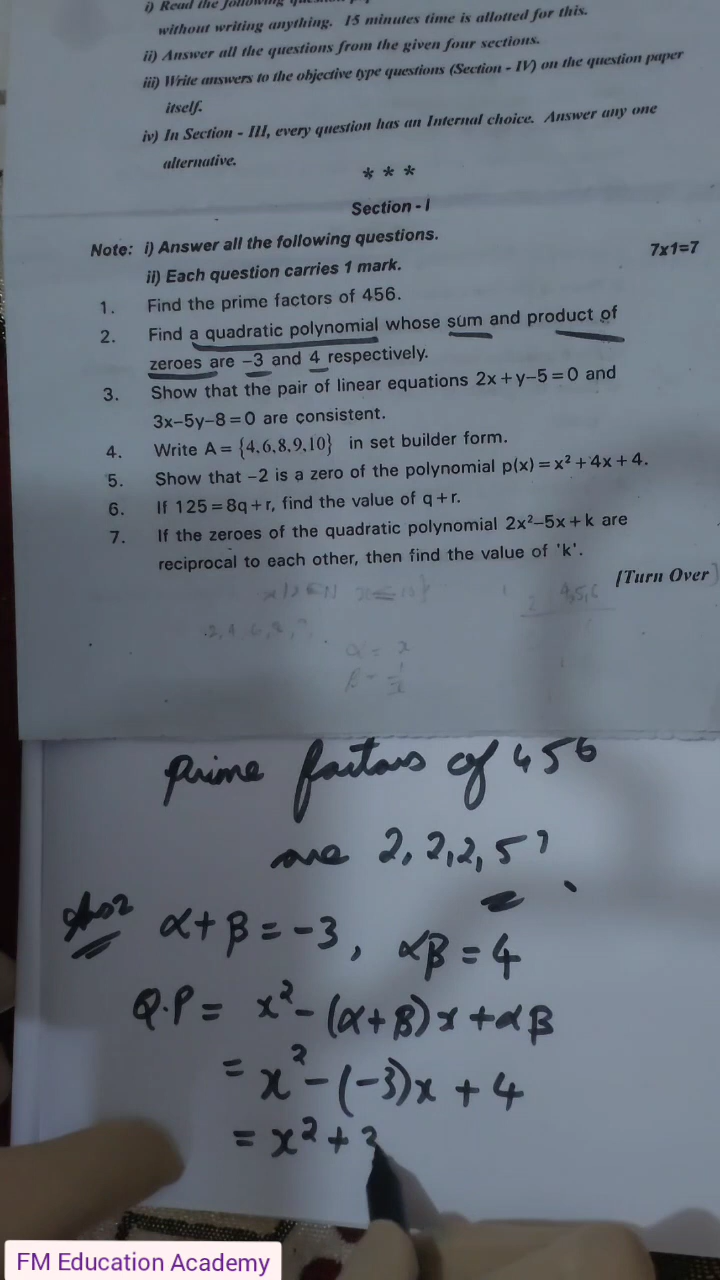 i) Read the following
without writing anything. 15 minutes time is allotted for this.
ii) Answer all the questions from the given four sections.
iii) Write answers to the objective type questions (Section - IV) on the question paper
itself.
iv) In Section - III, every question has an Internal choice. Answer any one
alternative.
* * *
Section - I
Note: i) Answer all the following questions. 7x1=7
ii) Each question carries 1 mark.
1. Find the prime factors of 456.
2. Find a quadratic polynomial whose sum and product of
zeroes are -3 and 4 respectively.
3. Show that the pair of linear equations 2x+y-5=0 and
3x-5y-8=0 are consistent.
4. Write A = {4,6,8,9,10} in set builder form.
5. Show that -2 is a zero of the polynomial p(x) = x² + 4x + 4.
6. If 125 = 8q + r, find the value of q + r.
7. If the zeroes of the quadratic polynomial 2x²-5x + k are
reciprocal to each other, then find the value of 'k'.
[Turn Over]
Prime factors of 456
are 2, 2, 2, 57
Ans2 α+β = -3, αβ = 4
Q.P = x² - (α+β)x + αβ
= x² - (-3)x + 4
= x² + 3
FM Education Academy